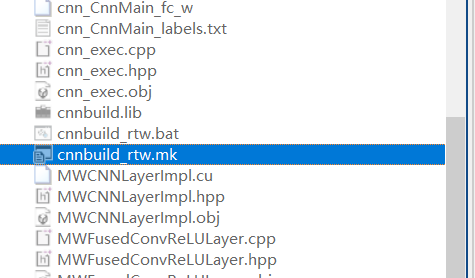 cnn_CnnMain_fc_w
cnn_CnnMain_labels.txt
cnn_exec.cpp
cnn_exec.hpp
cnn_exec.obj
cnnbuild.lib
cnnbuild_rtw.bat
cnnbuild_rtw.mk
MWCNNLayerImpl.cu
MWCNNLayerImpl.hpp
MWCNNLayerImpl.obj
MWFusedConvReLULayer.cpp
MWFusedConvReLULayer.hpp